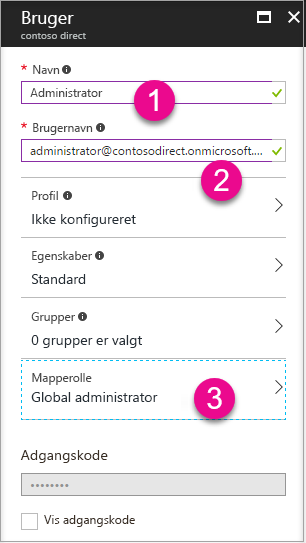 Bruger
contoso direct
* Navn
Administrator
1
* Brugernavn
administrator@contosodirect.onmicrosoft....
2
Profil
Ikke konfigureret
Egenskaber
Standard
Grupper
0 grupper er valgt
Mapperolle
Global administrator
3
Adgangskode
••••••••
Vis adgangskode